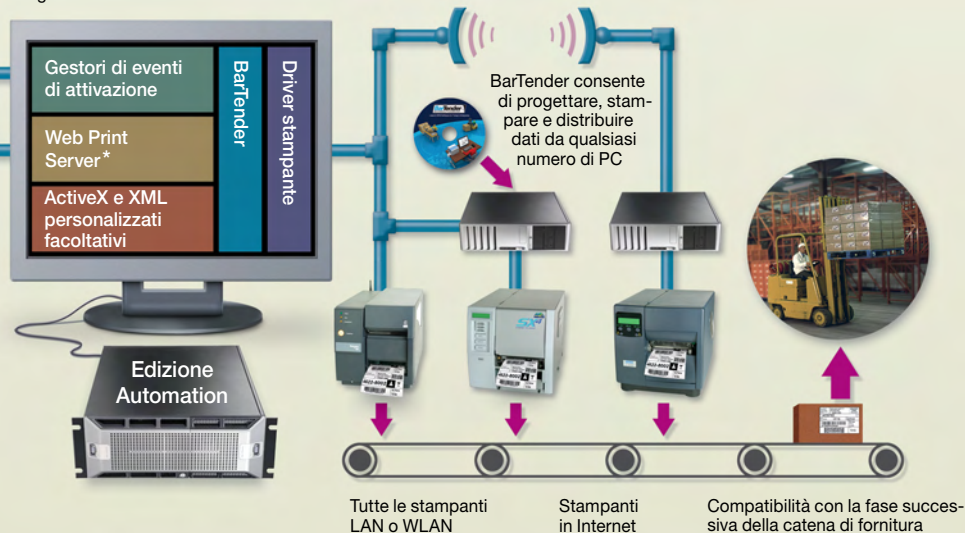 Gestori di eventi
di attivazione
Web Print
Server*
ActiveX e XML
personalizzati
facoltativi
BarTender
Driver stampante
BarTender consente
di progettare, stam-
pare e distribuire
dati da qualsiasi
numero di PC
BarTender
Edizione
Automation
Tutte le stampanti
LAN o WLAN
Stampanti
in Internet
Compatibilità con la fase succes-
siva della catena di fornitura